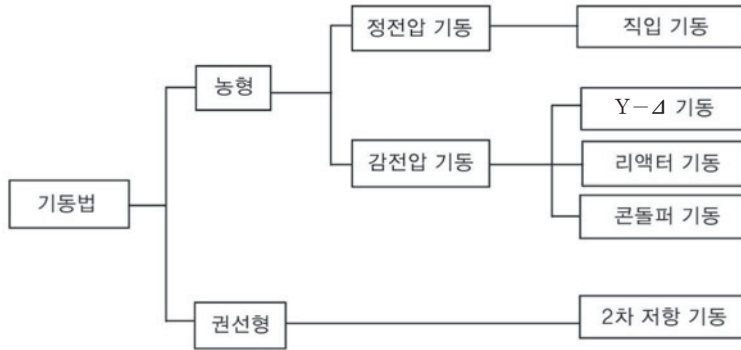 정전압 기동
직입 기동
농형
Y-⊿ 기동
감전압 기동
리액터 기동
기동법
콘돌퍼 기동
권선형
2차 저항 기동